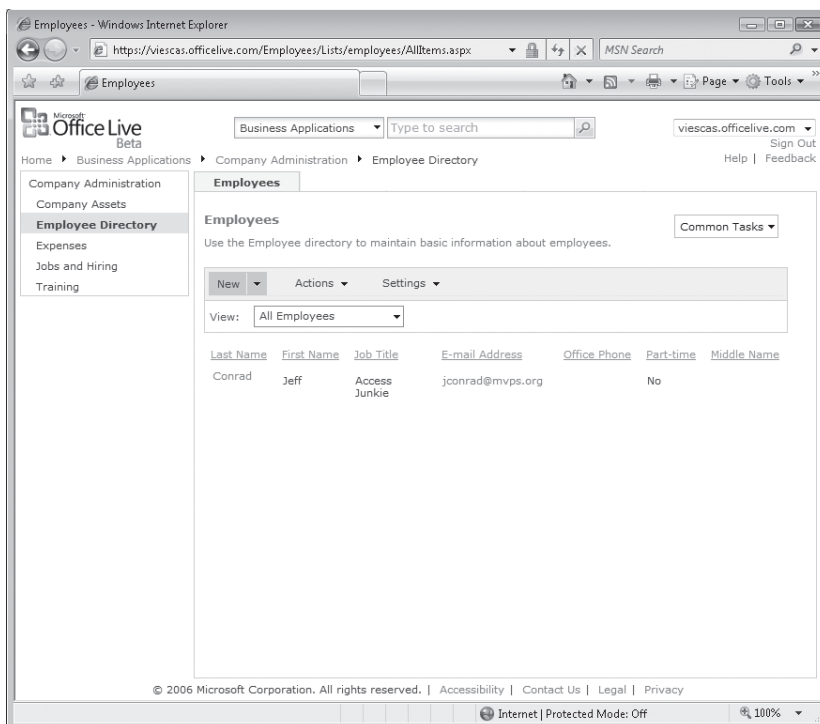 Employees - Windows Internet Explorer
https://viescas.officelive.com/Employees/Lists/employees/AllItems.aspx
MSN Search
Employees
Page
Tools
Microsoft
Office Live
Beta
Business Applications
Type to search
viescas.officelive.com
Sign Out
Home Business Applications Company Administration Employee Directory
Help | Feedback
Company Administration
Company Assets
Employee Directory
Expenses
Jobs and Hiring
Training
Employees
Employees
Use the Employee directory to maintain basic information about employees.
Common Tasks
New Actions Settings
View: All Employees
Last Name First Name Job Title E-mail Address Office Phone Part-time Middle Name
Conrad Jeff Access Junkie jconrad@mvps.org No
© 2006 Microsoft Corporation. All rights reserved. | Accessibility | Contact Us | Legal | Privacy
Internet | Protected Mode: Off
100%